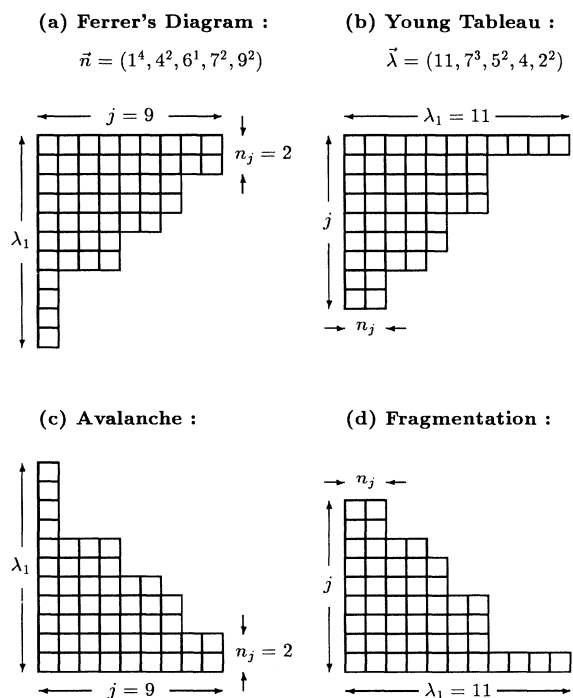 (a) Ferrer's Diagram :
n⃗ = (1⁴, 4², 6¹, 7², 9²)
j = 9
n_j = 2
λ₁
(b) Young Tableau :
λ⃗ = (11, 7³, 5², 4, 2²)
λ₁ = 11
j
n_j
(c) Avalanche :
λ₁
n_j = 2
j = 9
(d) Fragmentation :
n_j
j
λ₁ = 11